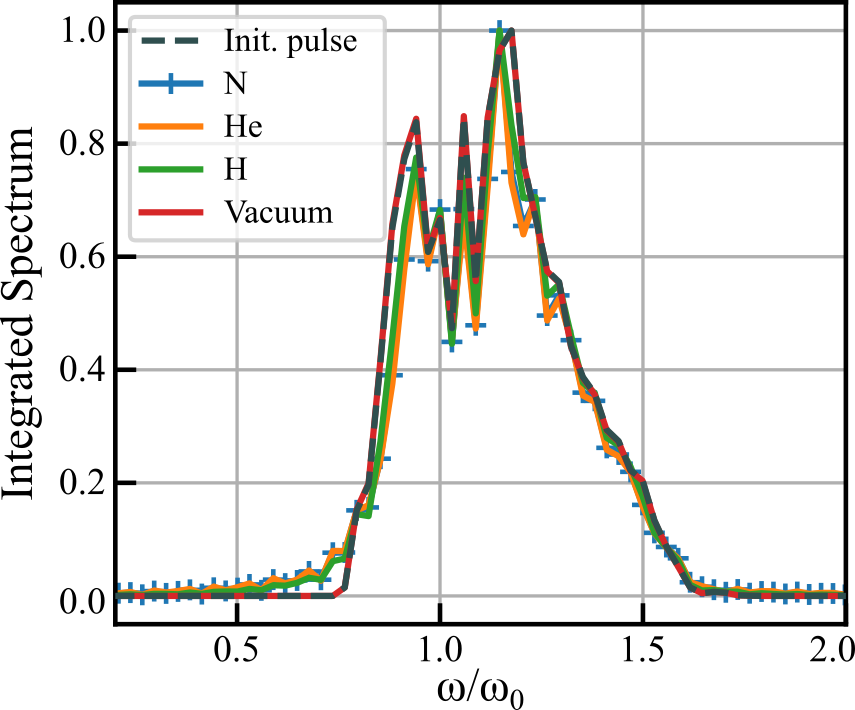 Init. pulse
N
He
H
Vacuum
1.0
0.8
0.6
0.4
0.2
0.0
Integrated Spectrum
0.5 1.0 1.5 2.0
ω/ω₀